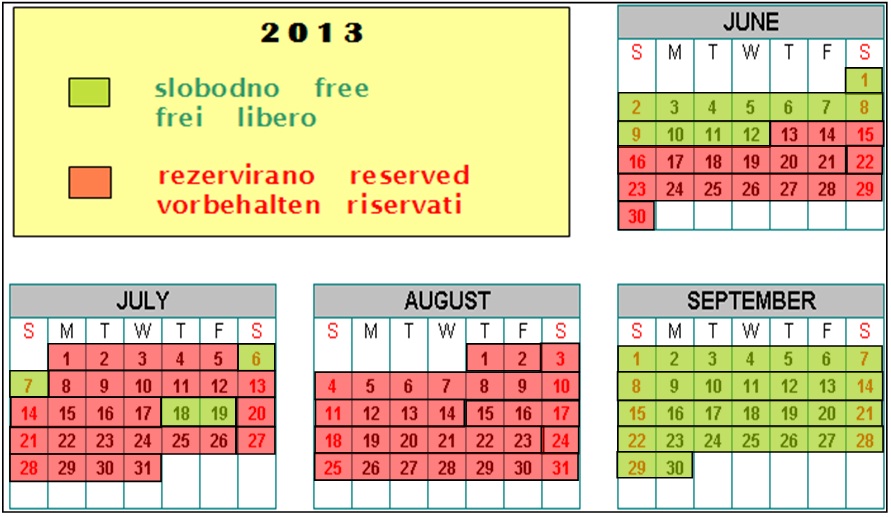 2 0 1 3
slobodno free
frei libero
rezervirano reserved
vorbehalten riservati
JUNE
S M T W T F S
1
2 3 4 5 6 7 8
9 10 11 12 13 14 15
16 17 18 19 20 21 22
23 24 25 26 27 28 29
30
JULY
S M T W T F S
1 2 3 4 5 6
7 8 9 10 11 12 13
14 15 16 17 18 19 20
21 22 23 24 25 26 27
28 29 30 31
AUGUST
S M T W T F S
1 2 3
4 5 6 7 8 9 10
11 12 13 14 15 16 17
18 19 20 21 22 23 24
25 26 27 28 29 30 31
SEPTEMBER
S M T W T F S
1 2 3 4 5 6 7
8 9 10 11 12 13 14
15 16 17 18 19 20 21
22 23 24 25 26 27 28
29 30